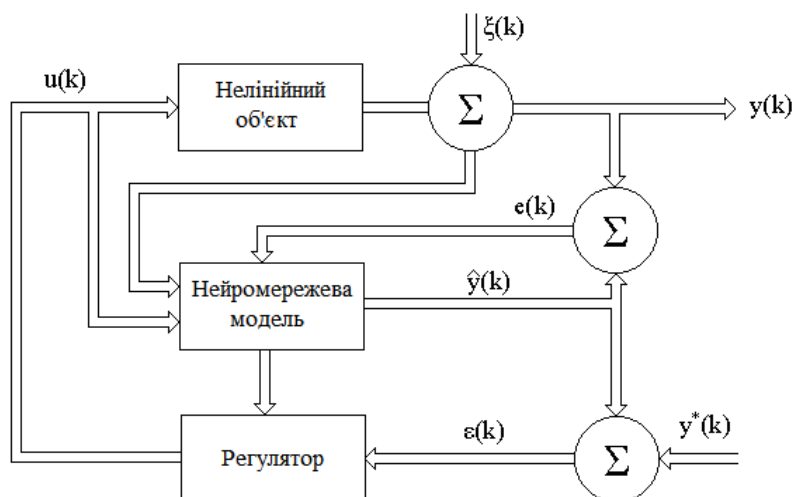 ξ(k)
u(k)
Нелінійний
об'єкт
Σ
y(k)
e(k)
Σ
Нейромережева
модель
ŷ(k)
ε(k)
y*(k)
Регулятор
Σ